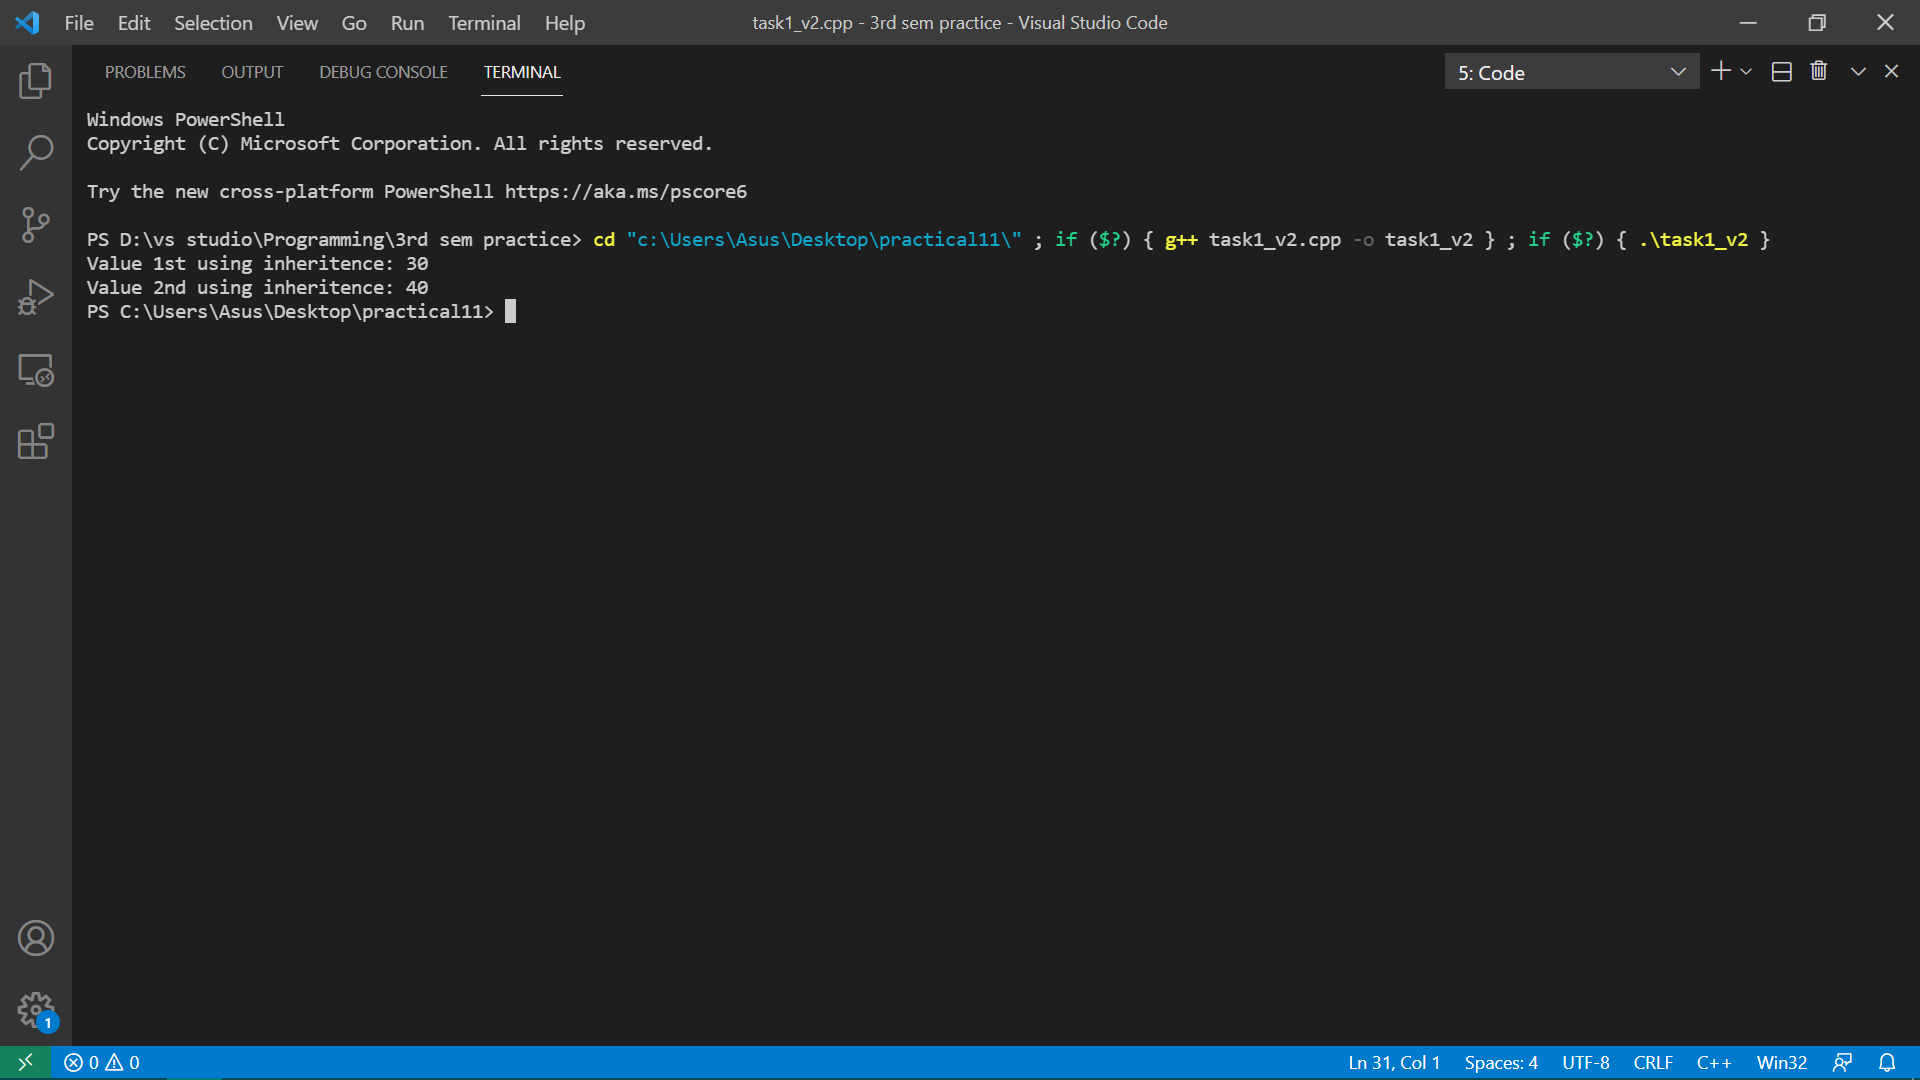 File Edit Selection View Go Run Terminal Help task1_v2.cpp - 3rd sem practice - Visual Studio Code
PROBLEMS OUTPUT DEBUG CONSOLE TERMINAL 5: Code
Windows PowerShell
Copyright (C) Microsoft Corporation. All rights reserved.
Try the new cross-platform PowerShell https://aka.ms/pscore6
PS D:\vs studio\Programming\3rd sem practice> cd "c:\Users\Asus\Desktop\practical11\" ; if ($?) { g++ task1_v2.cpp -o task1_v2 } ; if ($?) { .\task1_v2 }
Value 1st using inheritence: 30
Value 2nd using inheritence: 40
PS C:\Users\Asus\Desktop\practical11>
1
0 0 Ln 31, Col 1 Spaces: 4 UTF-8 CRLF C++ Win32